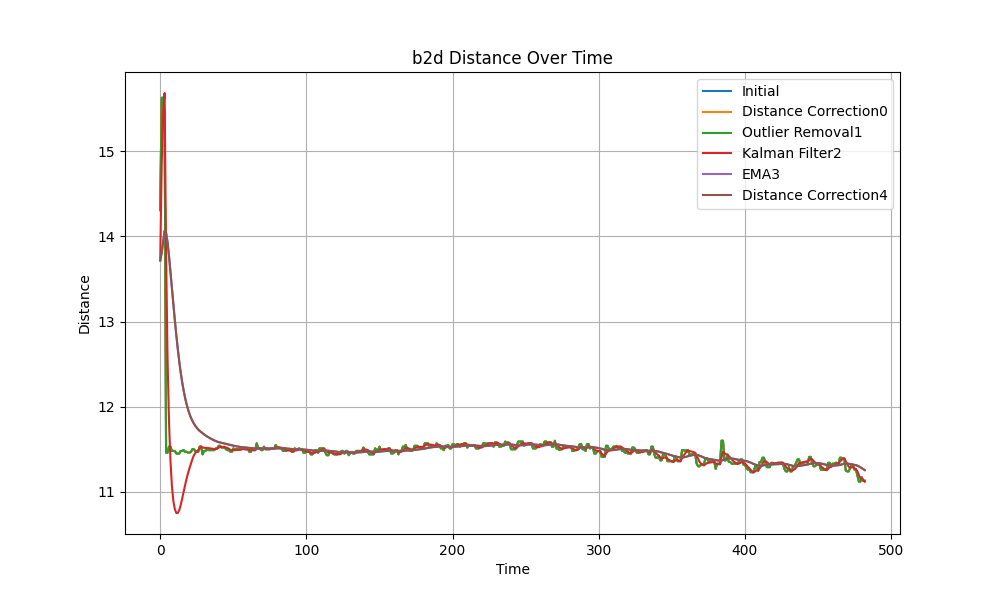 b2d Distance Over Time
Initial
Distance Correction0
Outlier Removal1
Kalman Filter2
EMA3
Distance Correction4
Distance
15
14
13
12
11
0 100 200 300 400 500
Time